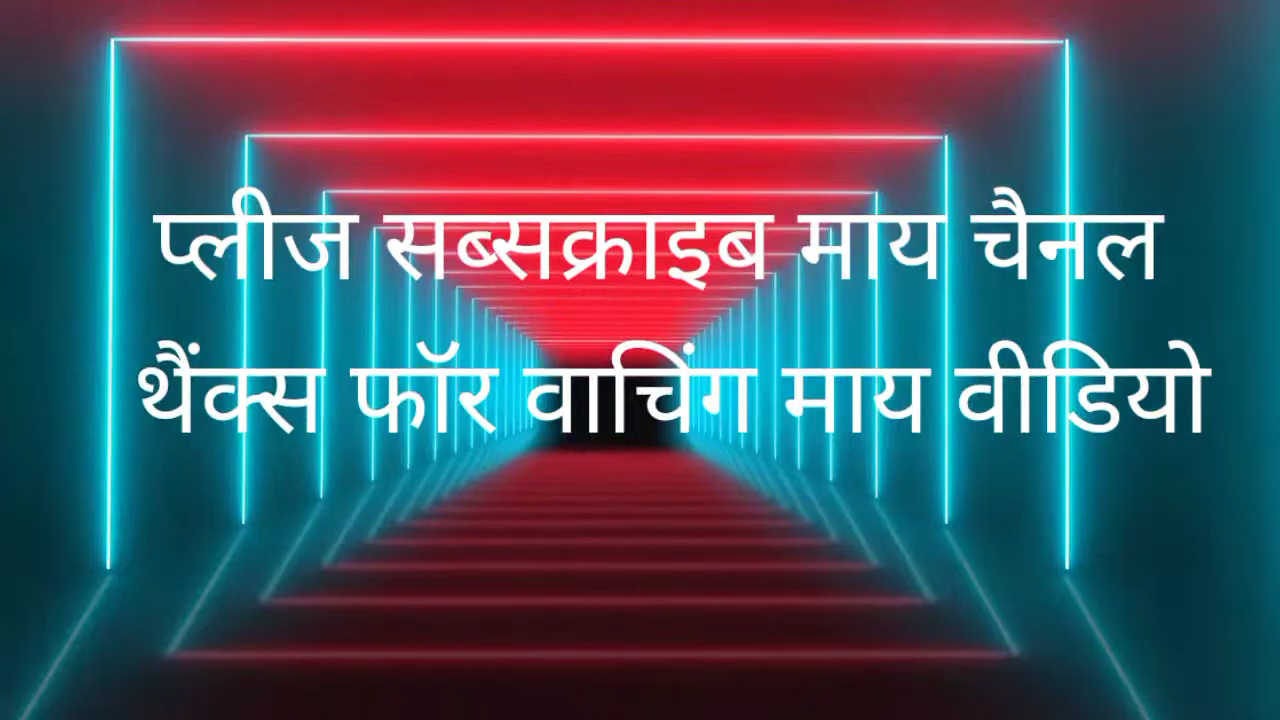 प्लीज सब्सक्राइब माय चैनल
थैंक्स फॉर वाचिंग माय वीडियो